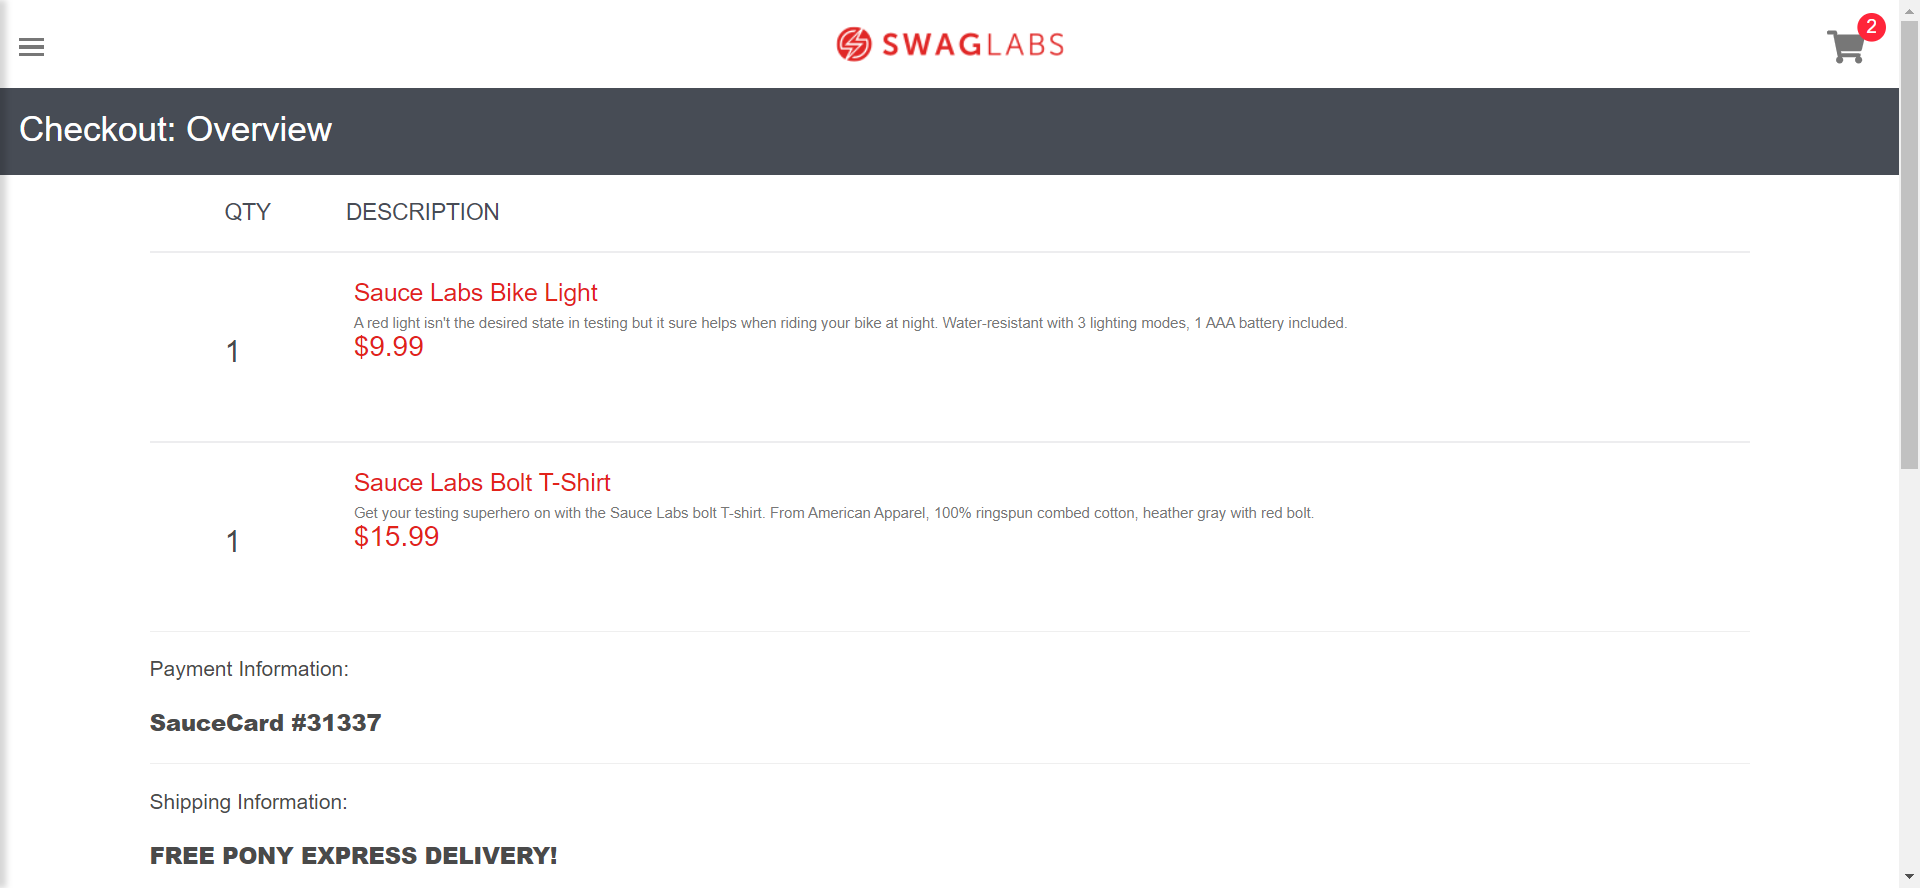 SWAGLABS
2
Checkout: Overview
QTY DESCRIPTION
Sauce Labs Bike Light
A red light isn't the desired state in testing but it sure helps when riding your bike at night. Water-resistant with 3 lighting modes, 1 AAA battery included.
1
$9.99
Sauce Labs Bolt T-Shirt
Get your testing superhero on with the Sauce Labs bolt T-shirt. From American Apparel, 100% ringspun combed cotton, heather gray with red bolt.
1
$15.99
Payment Information:
SauceCard #31337
Shipping Information:
FREE PONY EXPRESS DELIVERY!